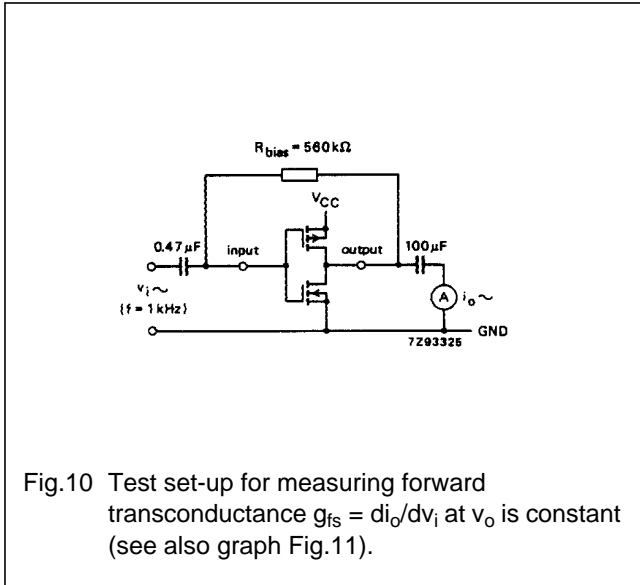 R_bias = 560 kΩ
V_CC
0.47 μF
input
output
100 μF
v_i ~
(f = 1 kHz)
A
i_o ~
GND
7Z93325
Fig.10 Test set-up for measuring forward
transconductance g_fs = di_o/dv_i at v_o is constant
(see also graph Fig.11).